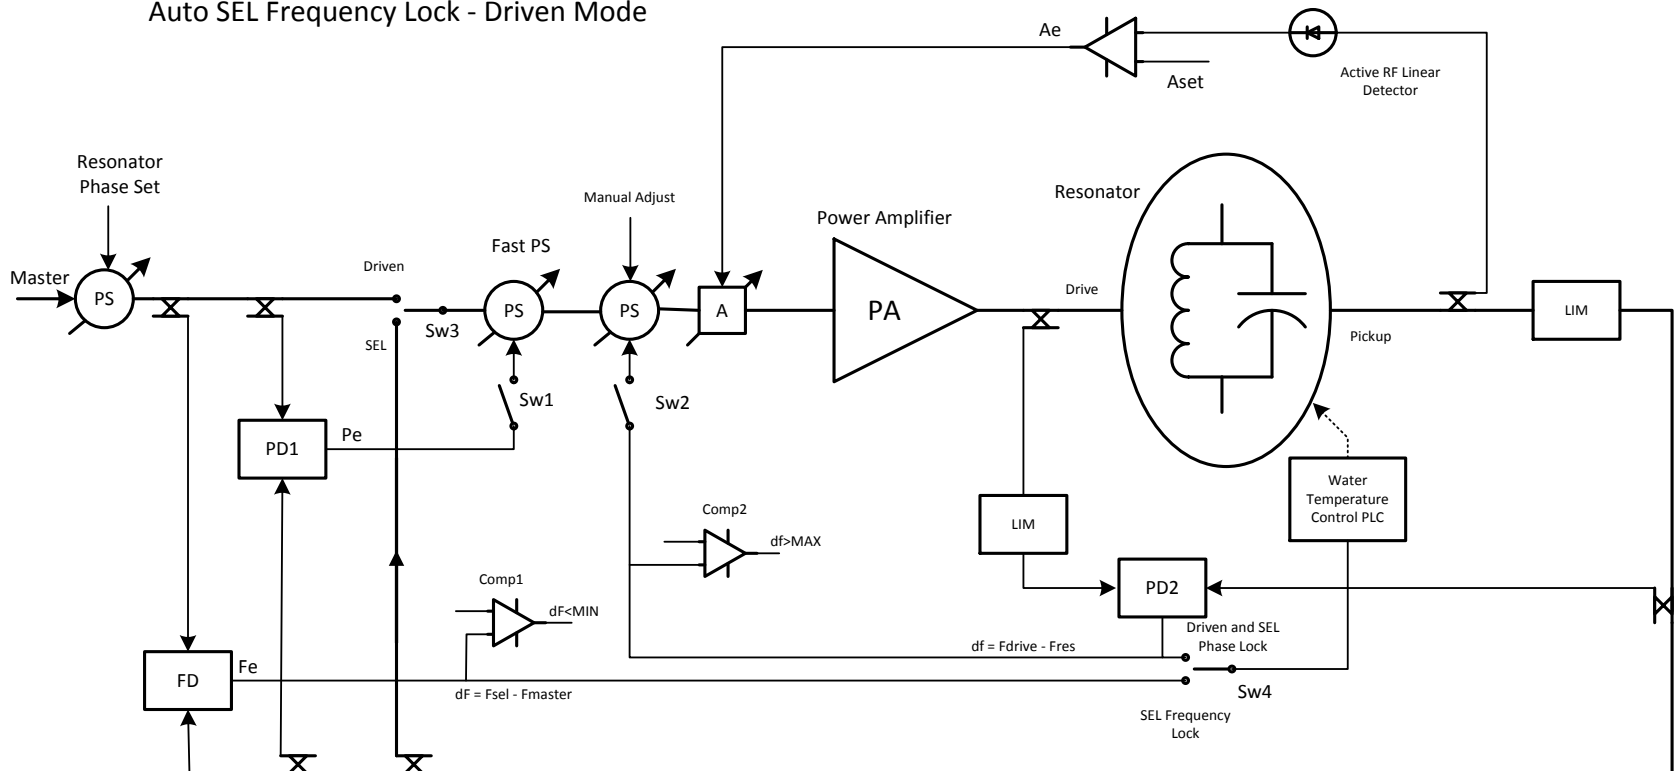 Auto SEL Frequency Lock - Driven Mode
Ae
Aset
Active RF Linear
Detector
Resonator
Phase Set
Manual Adjust
Resonator
Power Amplifier
Fast PS
Driven
Master
PS
Sw3
PS
PS
A
PA
Drive
LIM
Pickup
SEL
Sw1
Sw2
PD1
Pe
Water
Temperature
Control PLC
Comp2
df>MAX
LIM
Comp1
dF<MIN
PD2
Driven and SEL
Phase Lock
df = Fdrive - Fres
Fe
FD
dF = Fsel - Fmaster
Sw4
SEL Frequency
Lock